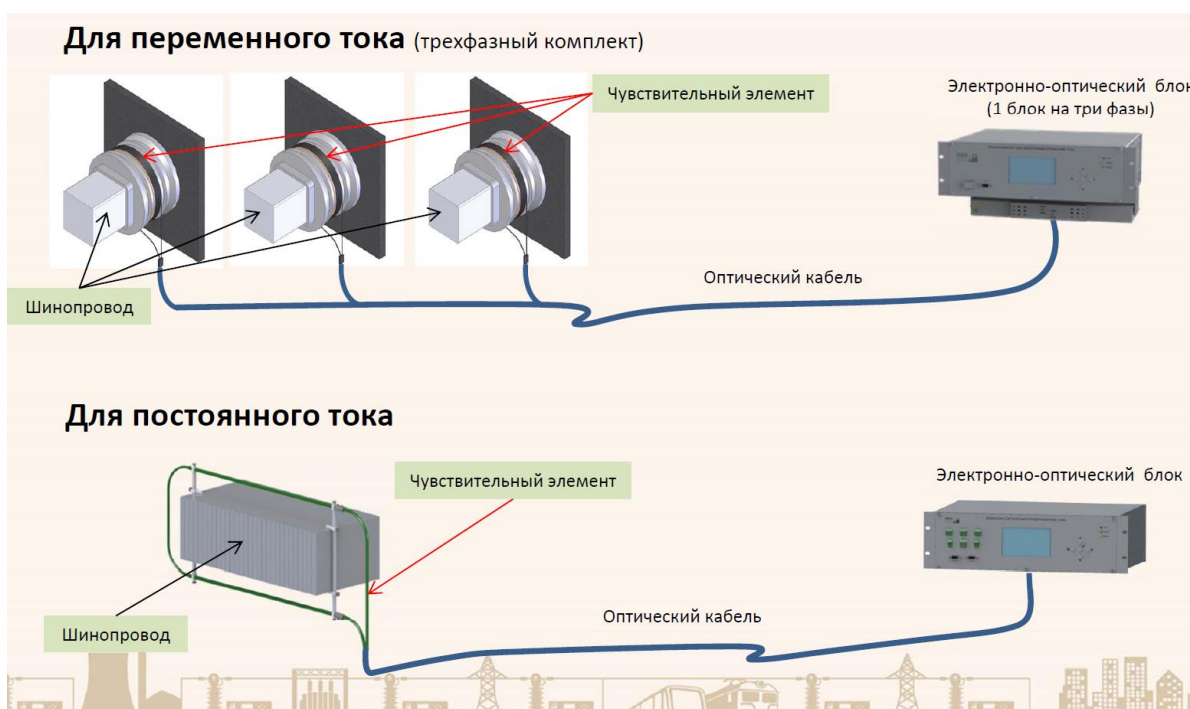 Для переменного тока (трехфазный комплект)
Чувствительный элемент
Электронно-оптический блок
(1 блок на три фазы)
Оптический кабель
Шинопровод
Для постоянного тока
Чувствительный элемент
Электронно-оптический блок
Оптический кабель
Шинопровод